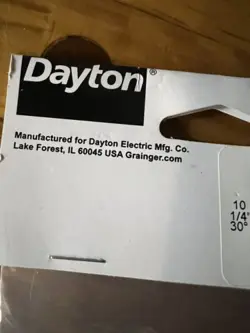 Dayton®
Manufactured for Dayton Electric Mfg. Co.
Lake Forest, IL 60045 USA Grainger.com
10
1/4"
30°